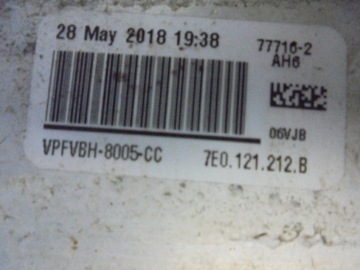 28 May 2018 19:38
77716-2
AH6
06VJB
VPFVBH-8005-CC
7E0.121.212.B